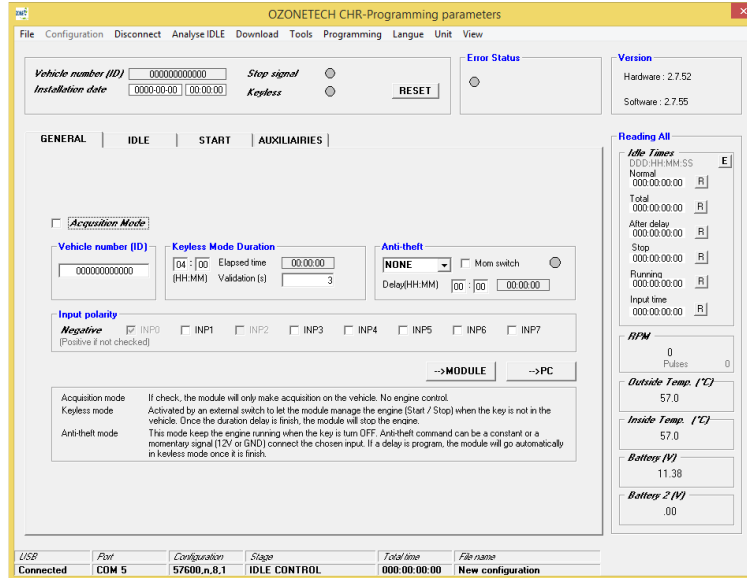 OZONETECH CHR-Programming parameters
File Configuration Disconnect Analyse IDLE Download Tools Programming Langue Unit View
Vehicle number (ID) 000000000000 Stop signal
Installation date 0000-00-00 00:00:00 Keyless RESET
Error Status
Version
Hardware : 2.7.52
Software : 2.7.55
GENERAL IDLE START AUXILIAIRIES
Acqusition Mode
Vehicle number (ID)
000000000000
Keyless Mode Duration
04 : 00 Elapsed time 00:00:00
(HH:MM) Validation (s) 3
Anti-theft
NONE Mom switch
Delay(HH:MM) 00 : 00 00:00:00
Input polarity
Negative INP0 INP1 INP2 INP3 INP4 INP5 INP6 INP7
(Positive if not checked)
-->MODULE -->PC
Acquisition mode If check, the module will only make acquisition on the vehicle. No engine control.
Keyless mode Activated by an external switch to let the module manage the engine (Start / Stop) when the key is not in the
vehicle. Once the duration delay is finish, the module will stop the engine.
Anti-theft mode This mode keep the engine running when the key is turn OFF. Anti-theft command can be a constant or a
momentary signal (12V or GND) connect the chosen input. If a delay is program, the module will go automatically
in keyless mode once it is finish.
Reading All
Idle Times
DDD:HH:MM:SS E
Normal
000:00:00:00 R
Total
000:00:00:00 R
After delay
000:00:00:00 R
Stop
000:00:00:00 R
Running
000:00:00:00 R
Input time
000:00:00:00 R
RPM
0
Pulses 0
Outside Temp. (°C)
57.0
Inside Temp. (°C)
57.0
Battery (V)
11.38
Battery 2 (V)
.00
USB Port Configuration Stage Total time File name
Connected COM 5 57600,n,8,1 IDLE CONTROL 000:00:00:00 New configuration